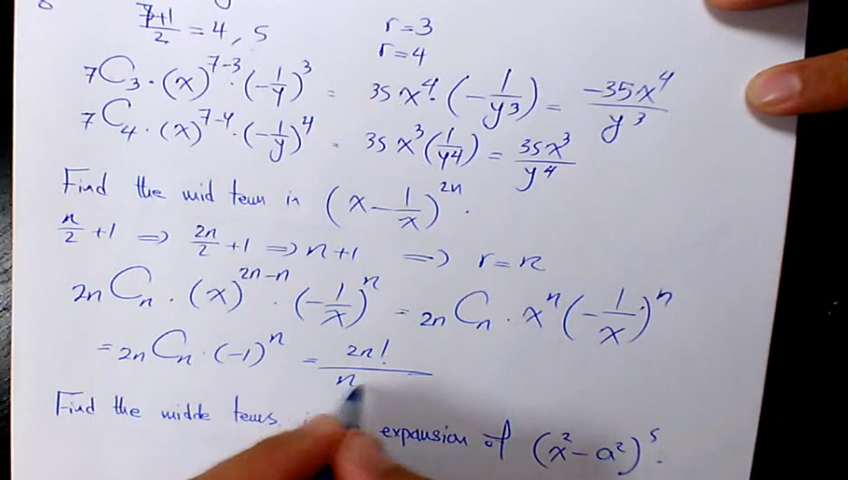 7+1/2 = 4, 5 r=3
r=4
7C3 · (x)^7-3 · (-1/y)^3 = 35x^4 · (-1/y^3) = -35x^4/y^3
7C4 · (x)^7-4 · (-1/y)^4 = 35x^3 (1/y^4) = 35x^3/y^4
Find the mid term in (x - 1/x)^2n.
n/2 + 1 => 2n/2 + 1 => n+1 => r = n
2nCn · (x)^2n-n · (-1/x)^n = 2nCn · x^n (-1/x)^n
= 2nCn · (-1)^n = 2n!/n
Find the midde terms expansion of (x^2 - a^2)^5.